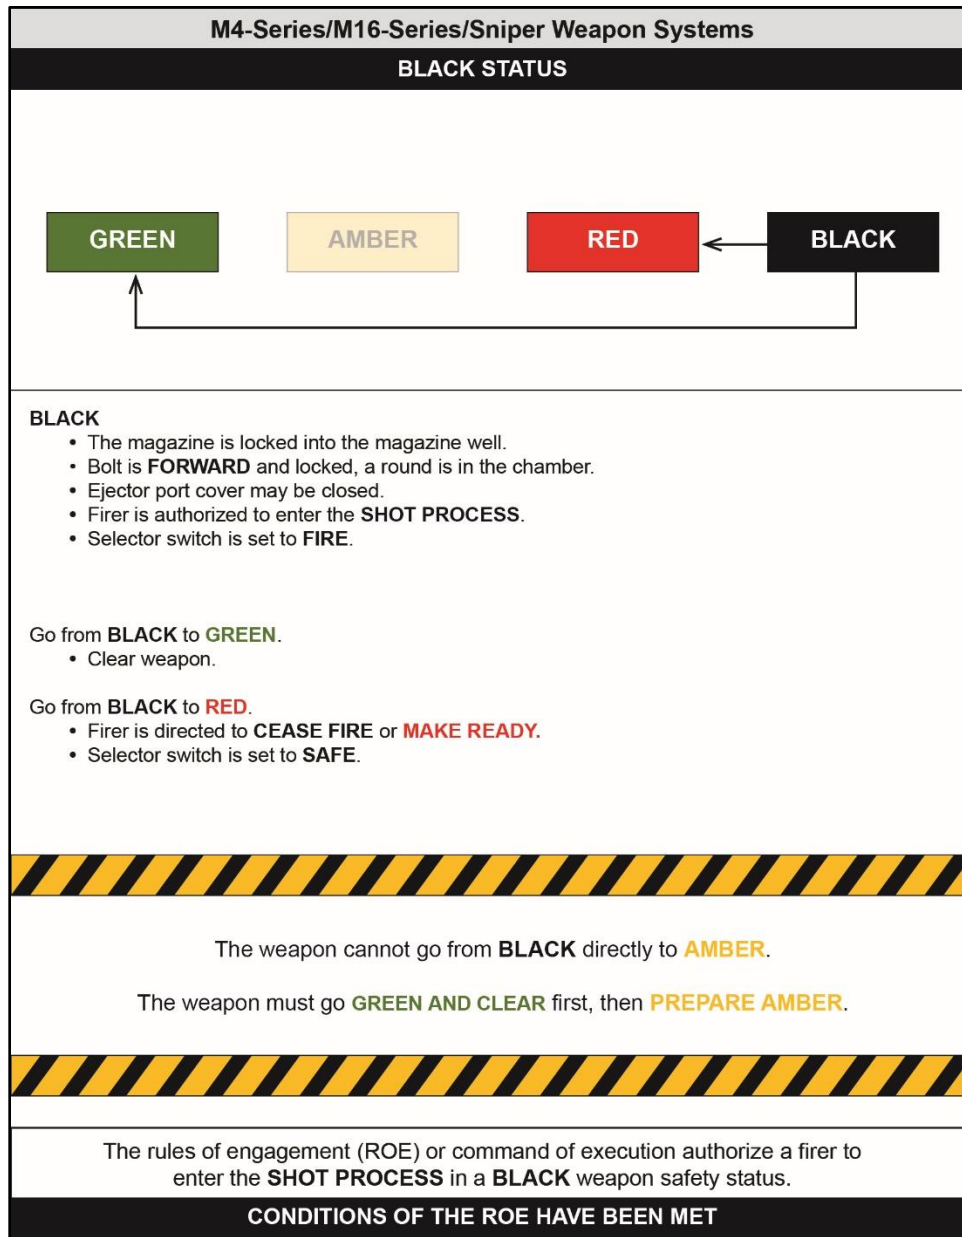 M4-Series/M16-Series/Sniper Weapon Systems
BLACK STATUS
GREEN
AMBER
RED
BLACK
BLACK
• The magazine is locked into the magazine well.
• Bolt is FORWARD and locked, a round is in the chamber.
• Ejector port cover may be closed.
• Firer is authorized to enter the SHOT PROCESS.
• Selector switch is set to FIRE.
Go from BLACK to GREEN.
• Clear weapon.
Go from BLACK to RED.
• Firer is directed to CEASE FIRE or MAKE READY.
• Selector switch is set to SAFE.
The weapon cannot go from BLACK directly to AMBER.
The weapon must go GREEN AND CLEAR first, then PREPARE AMBER.
The rules of engagement (ROE) or command of execution authorize a firer to
enter the SHOT PROCESS in a BLACK weapon safety status.
CONDITIONS OF THE ROE HAVE BEEN MET